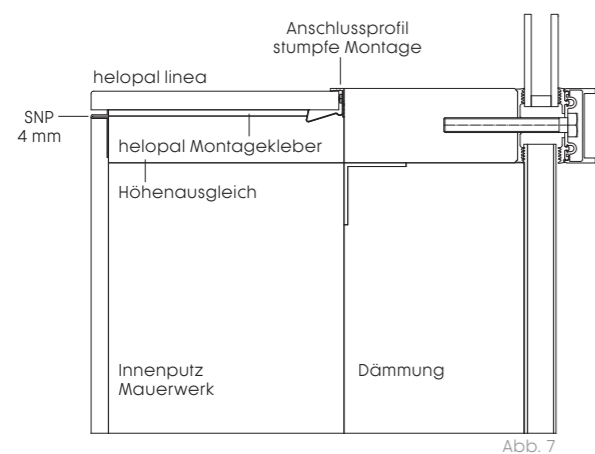 Anschlussprofil
stumpfe Montage
helopal linea
SNP
4 mm
helopal Montagekleber
Höhenausgleich
Innenputz
Mauerwerk
Dämmung
Abb. 7